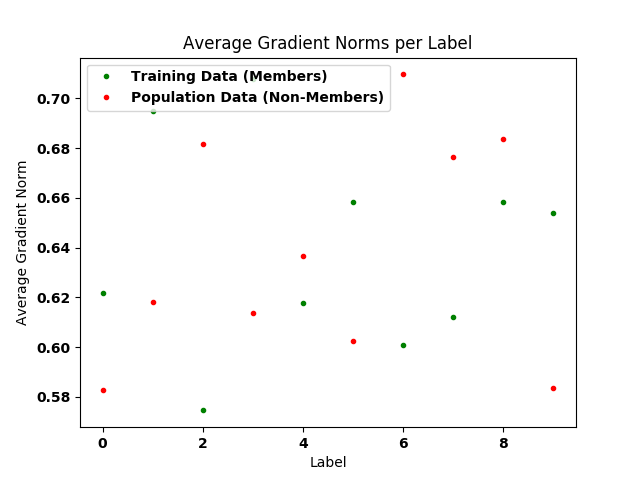 Average Gradient Norms per Label
Training Data (Members)
Population Data (Non-Members)
0.70
0.68
0.66
0.64
0.62
0.60
0.58
Average Gradient Norm
0 2 4 6 8
Label